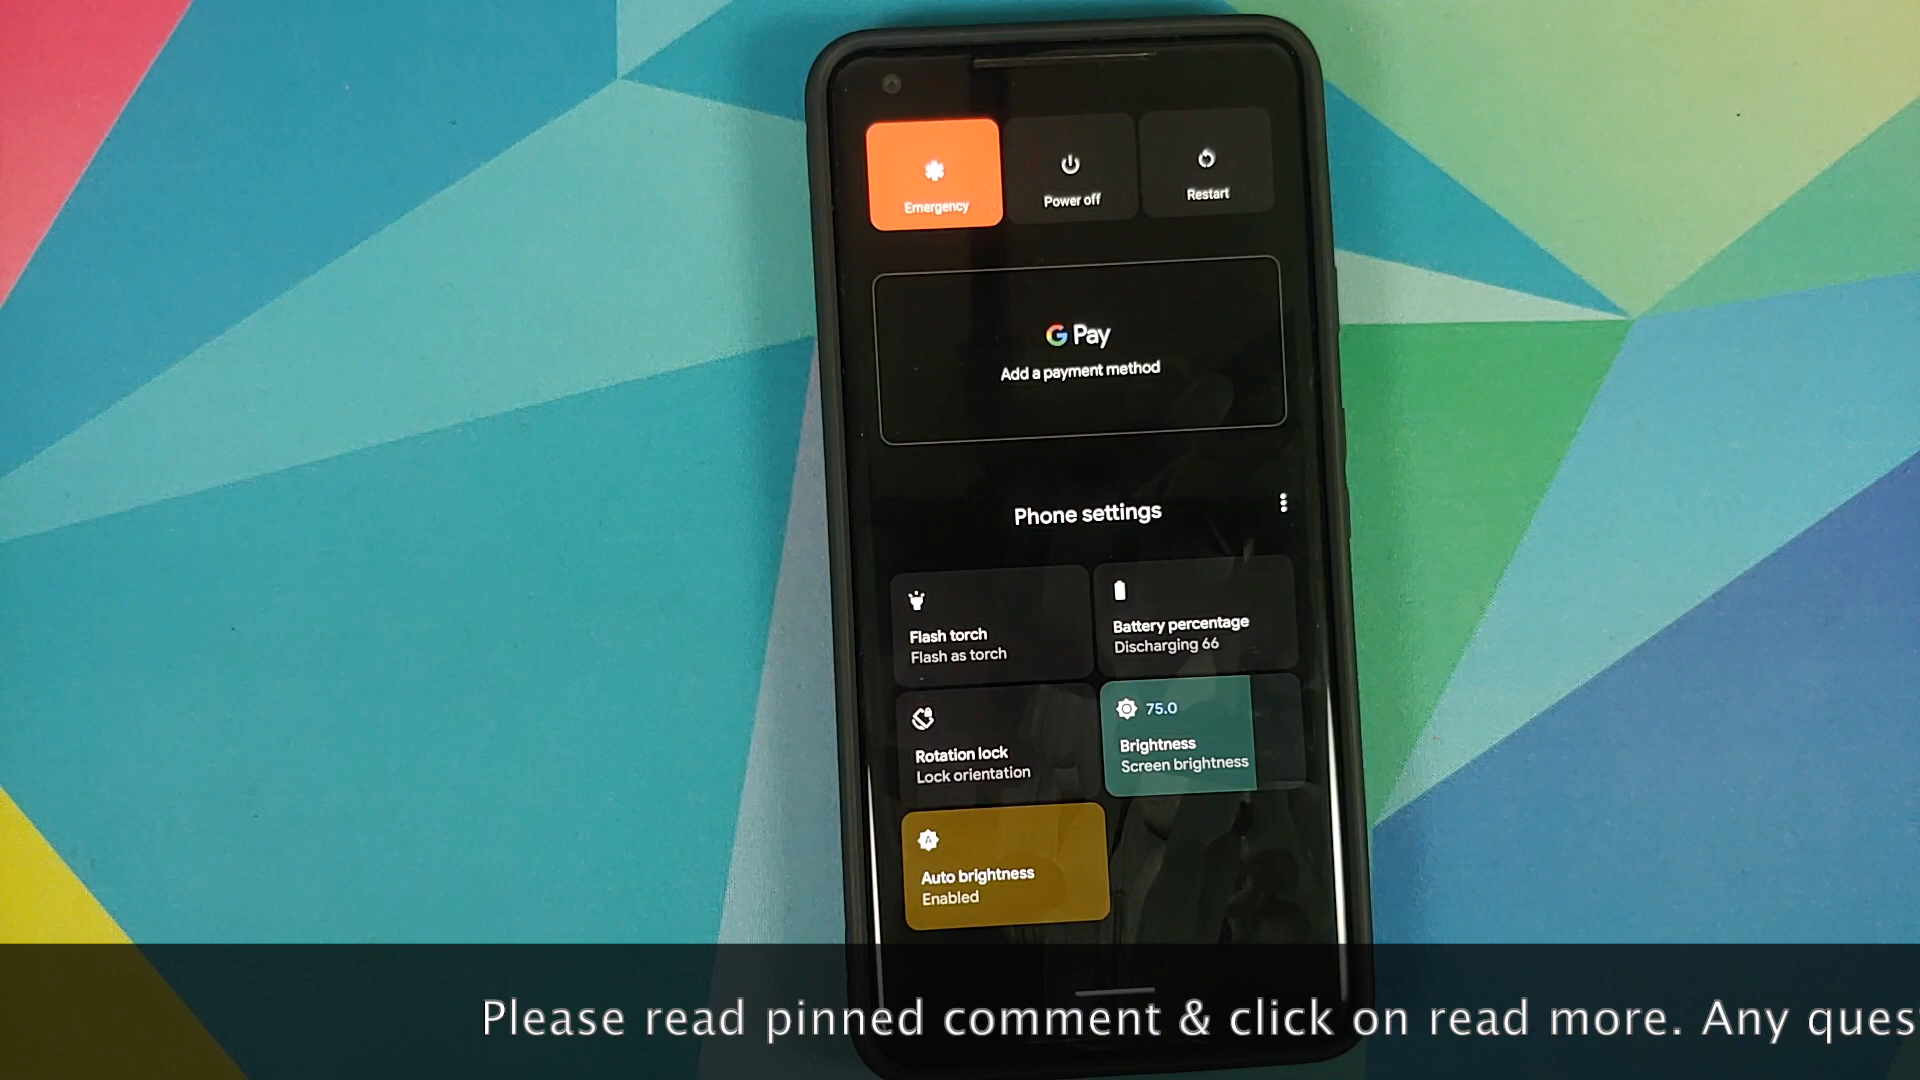 Emergency
Power off
Restart
G Pay
Add a payment method
Phone settings
Flash torch
Flash as torch
Battery percentage
Discharging 66
Rotation lock
Lock orientation
75.0
Brightness
Screen brightness
A
Auto brightness
Enabled
Please read pinned comment & click on read more. Any ques